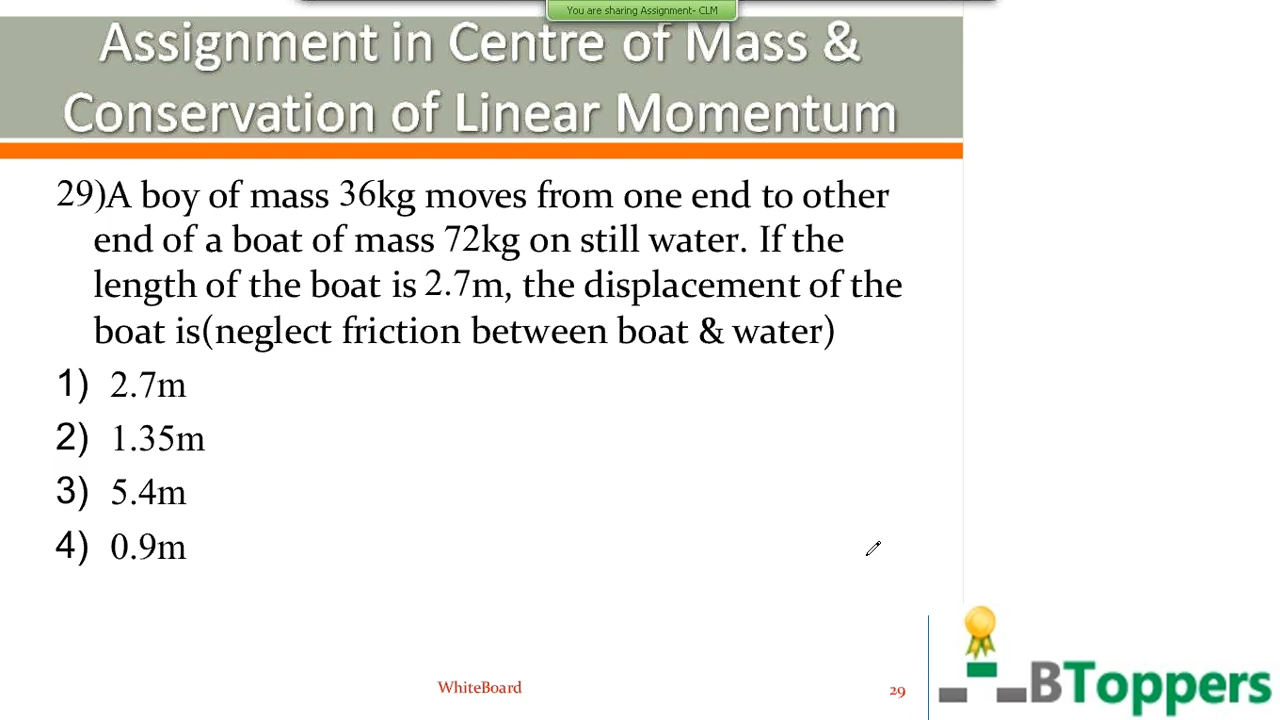 You are sharing Assignment- CLM
Assignment in Centre of Mass &
Conservation of Linear Momentum
29)A boy of mass 36kg moves from one end to other
end of a boat of mass 72kg on still water. If the
length of the boat is 2.7m, the displacement of the
boat is(neglect friction between boat & water)
1) 2.7m
2) 1.35m
3) 5.4m
4) 0.9m
WhiteBoard
29
BToppers